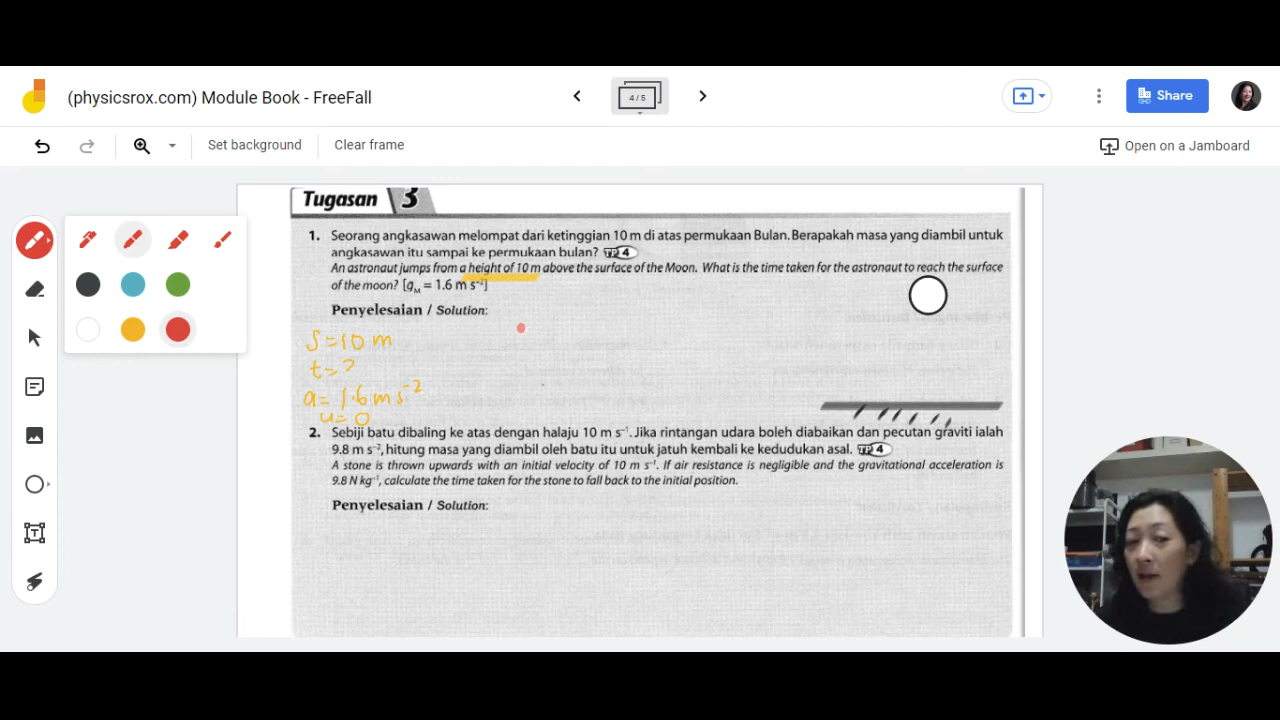 (physicsrox.com) Module Book - FreeFall
4 / 5
Share
Set background
Clear frame
Open on a Jamboard
Tugasan 3
1. Seorang angkasawan melompat dari ketinggian 10 m di atas permukaan Bulan. Berapakah masa yang diambil untuk
angkasawan itu sampai ke permukaan bulan? TP 4
An astronaut jumps from a height of 10 m above the surface of the Moon. What is the time taken for the astronaut to reach the surface
of the moon? [gM = 1.6 m s⁻²]
Penyelesaian / Solution:
S = 10 m
t = ?
a = 1.6 m s⁻²
u = 0
2. Sebiji batu dibaling ke atas dengan halaju 10 m s⁻¹. Jika rintangan udara boleh diabaikan dan pecutan graviti ialah
9.8 m s⁻², hitung masa yang diambil oleh batu itu untuk jatuh kembali ke kedudukan asal. TP 4
A stone is thrown upwards with an initial velocity of 10 m s⁻¹. If air resistance is negligible and the gravitational acceleration is
9.8 N kg⁻¹, calculate the time taken for the stone to fall back to the initial position.
Penyelesaian / Solution: